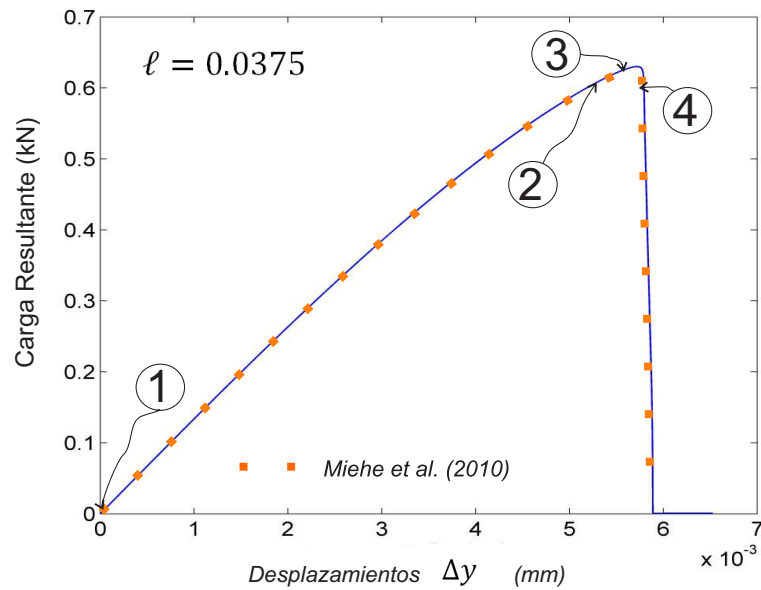 0.7
ℓ = 0.0375
3
0.6
4
0.5
2
Carga Resultante (kN)
0.4
0.3
0.2
1
0.1
Miehe et al. (2010)
0
0 1 2 3 4 5 6 7
x 10⁻³
Desplazamientos Δy (mm)